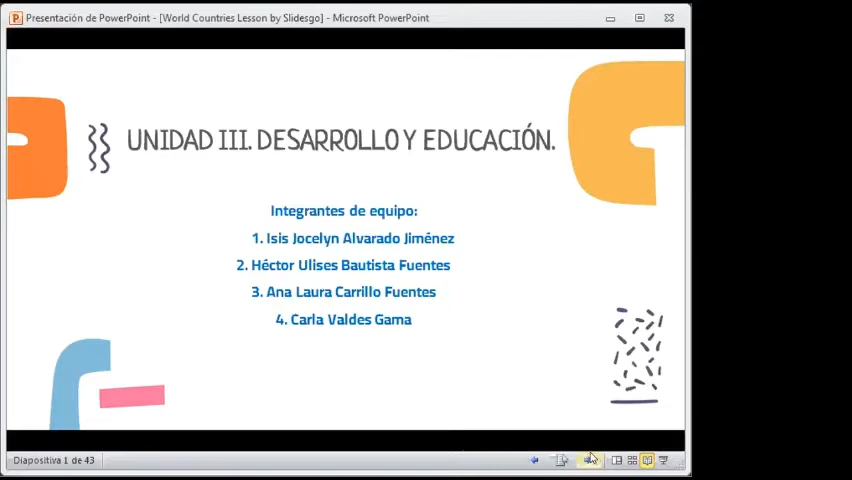 Presentación de PowerPoint - [World Countries Lesson by Slidesgo] - Microsoft PowerPoint
UNIDAD III. DESARROLLO Y EDUCACIÓN.
Integrantes de equipo:
1. Isis Jocelyn Alvarado Jiménez
2. Héctor Ulises Bautista Fuentes
3. Ana Laura Carrillo Fuentes
4. Carla Valdes Gama
Diapositiva 1 de 43